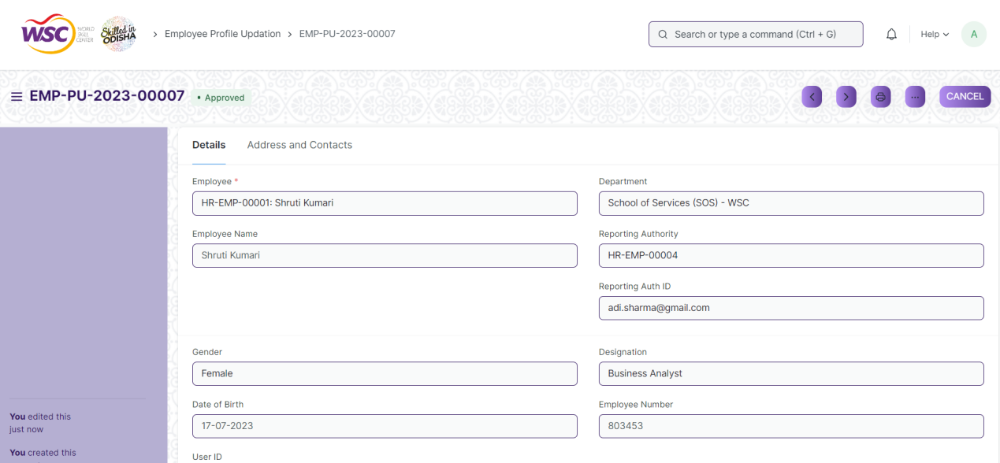 WSC WORLD SKILL CENTER Skilled in ODISHA > Employee Profile Updation > EMP-PU-2023-00007 Search or type a command (Ctrl + G) Help A
EMP-PU-2023-00007 • Approved ... CANCEL
Details Address and Contacts
Employee * Department
HR-EMP-00001: Shruti Kumari School of Services (SOS) - WSC
Employee Name Reporting Authority
Shruti Kumari HR-EMP-00004
Reporting Auth ID
adi.sharma@gmail.com
Gender Designation
Female Business Analyst
Date of Birth Employee Number
17-07-2023 803453
User ID
You edited this
just now
You created this